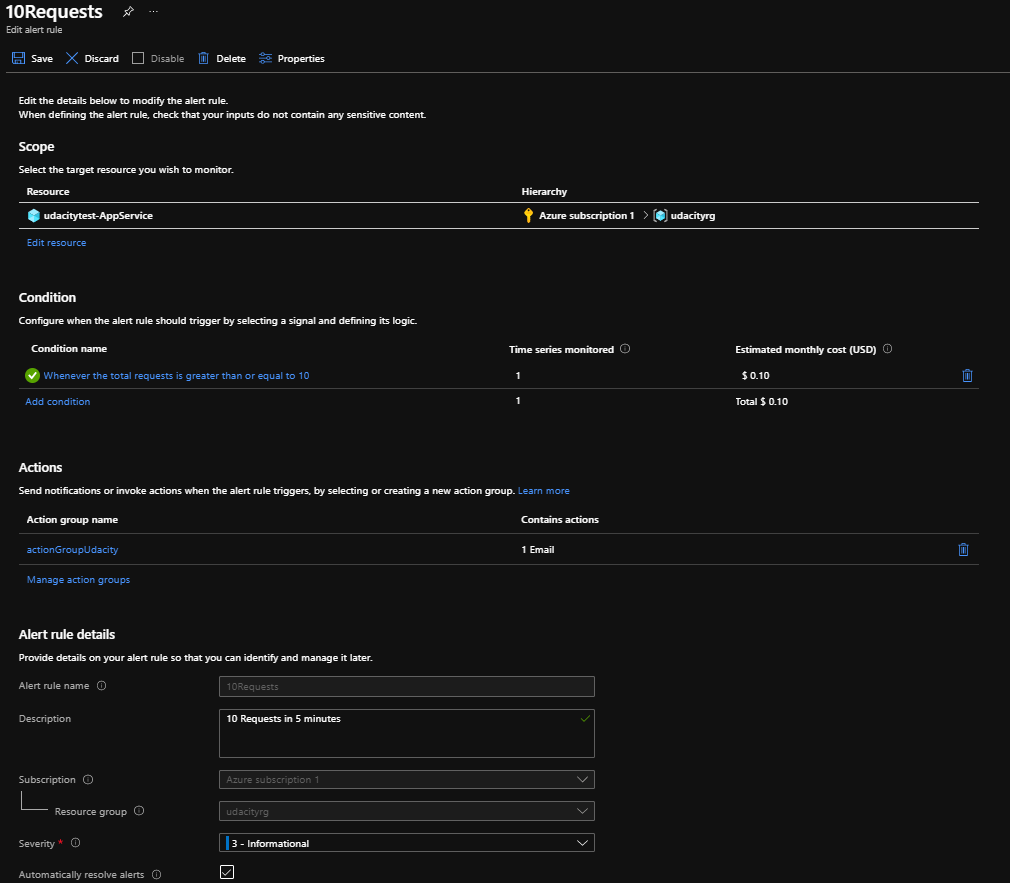 10Requests ...
Edit alert rule
Save Discard Disable Delete Properties
Edit the details below to modify the alert rule.
When defining the alert rule, check that your inputs do not contain any sensitive content.
Scope
Select the target resource you wish to monitor.
Resource Hierarchy
udacitytest-AppService Azure subscription 1 > udacityrg
Edit resource
Condition
Configure when the alert rule should trigger by selecting a signal and defining its logic.
Condition name Time series monitored Estimated monthly cost (USD)
Whenever the total requests is greater than or equal to 10 1 $ 0.10
Add condition 1 Total $ 0.10
Actions
Send notifications or invoke actions when the alert rule triggers, by selecting or creating a new action group. Learn more
Action group name Contains actions
actionGroupUdacity 1 Email
Manage action groups
Alert rule details
Provide details on your alert rule so that you can identify and manage it later.
Alert rule name 10Requests
Description 10 Requests in 5 minutes
Subscription Azure subscription 1
Resource group udacityrg
Severity * 3 - Informational
Automatically resolve alerts